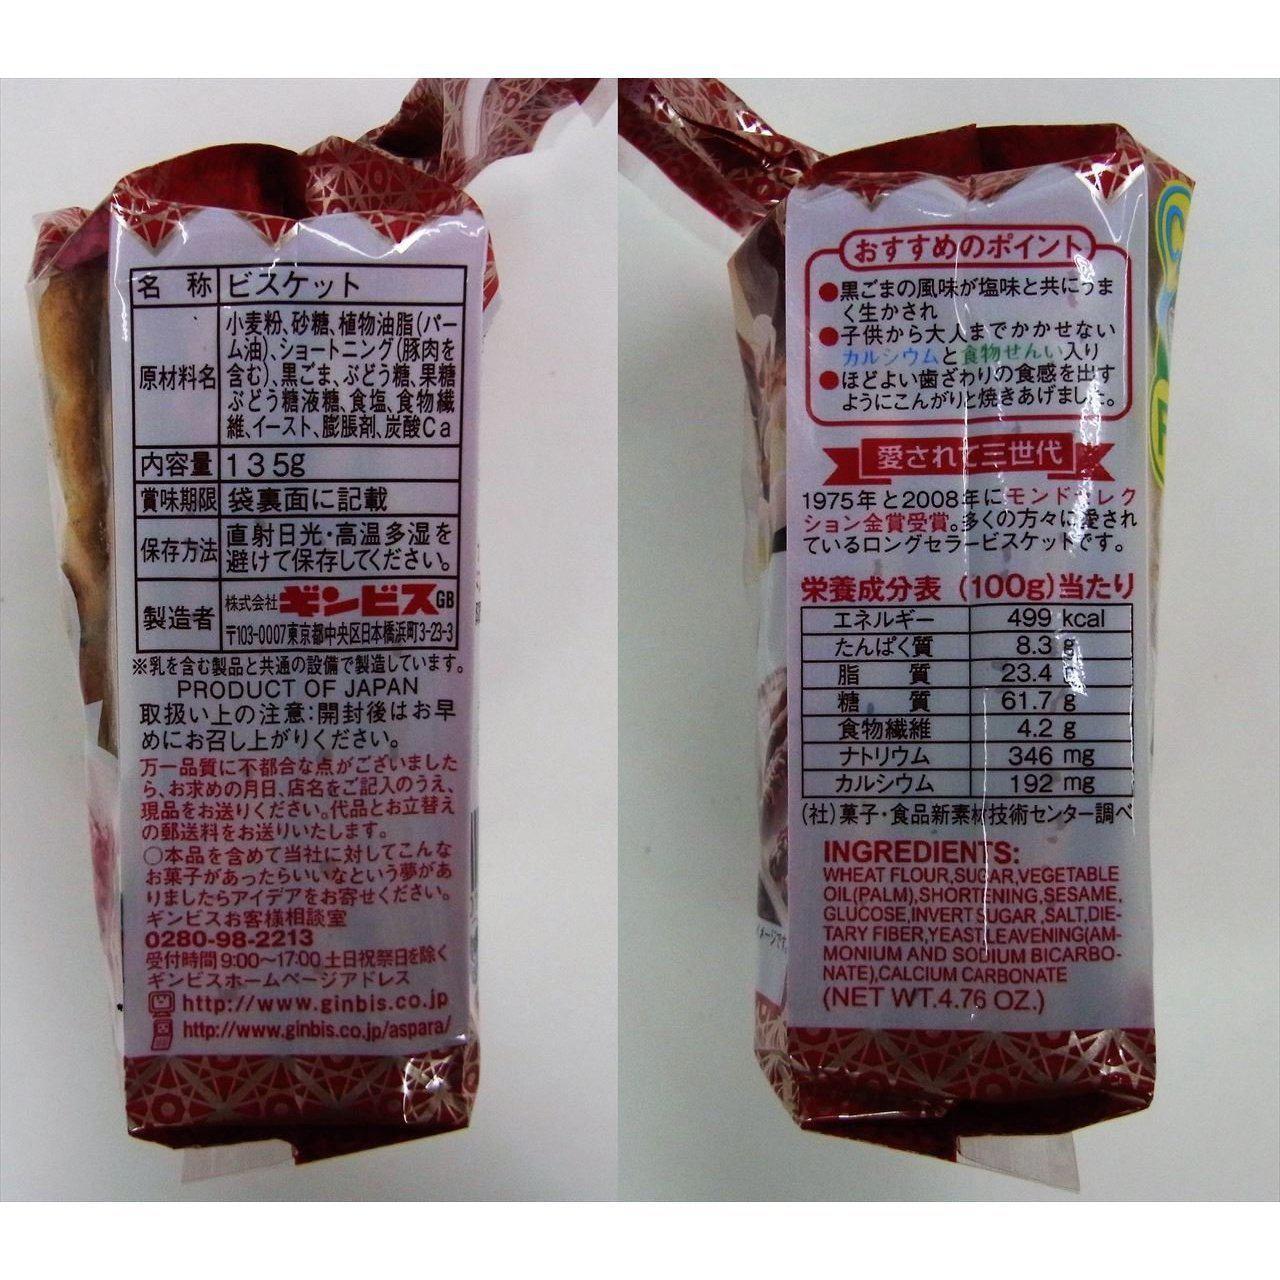 名称 ビスケット
原材料名 小麦粉、砂糖、植物油脂(パー
ム油)、ショートニング(豚肉を
含む)、黒ごま、ぶどう糖、果糖
ぶどう糖液糖、食塩、食物繊
維、イースト、膨脹剤、炭酸Ca
内容量 135g
賞味期限 袋裏面に記載
保存方法 直射日光・高温多湿を
避けて保存してください。
製造者 株式会社ギンビスGB
〒103-0007東京都中央区日本橋浜町3-23-3
※乳を含む製品と共通の設備で製造しています。
PRODUCT OF JAPAN
取扱い上の注意:開封後はお早
めにお召し上がりください。
万一品質に不都合な点がございました
ら、お求めの月日、店名をご記入のうえ、
現品をお送りください。代品とお立替え
の郵送料をお送りいたします。
○本品を含めて当社に対してこんな
お菓子があったらいいなという夢があ
りましたらアイデアをお寄せください。
ギンビスお客様相談室
0280-98-2213
受付時間9:00～17:00 土日祝祭日を除く
ギンビスホームページアドレス
http://www.ginbis.co.jp
http://www.ginbis.co.jp/aspara/
おすすめのポイント
●黒ごまの風味が塩味と共にうま
く生かされ
●子供から大人までかかせない
カルシウムと食物せんい入り
●ほどよい歯ざわりの食感を出す
ようにこんがりと焼きあげました。
愛されて三世代
1975年と2008年にモンドセレク
ション金賞受賞。多くの方々に愛され
ているロングセラービスケットです。
栄養成分表 (100g)当たり
エネルギー 499 kcal
たんぱく質 8.3 g
脂質 23.4 g
糖質 61.7 g
食物繊維 4.2 g
ナトリウム 346 mg
カルシウム 192 mg
(社)菓子・食品新素材技術センター調べ
INGREDIENTS:
WHEAT FLOUR,SUGAR,VEGETABLE
OIL(PALM),SHORTENING,SESAME,
GLUCOSE,INVERT SUGAR ,SALT,DIE-
TARY FIBER,YEAST,LEAVENING(AM-
MONIUM AND SODIUM BICARBO-
NATE),CALCIUM CARBONATE
(NET WT.4.76 OZ.)